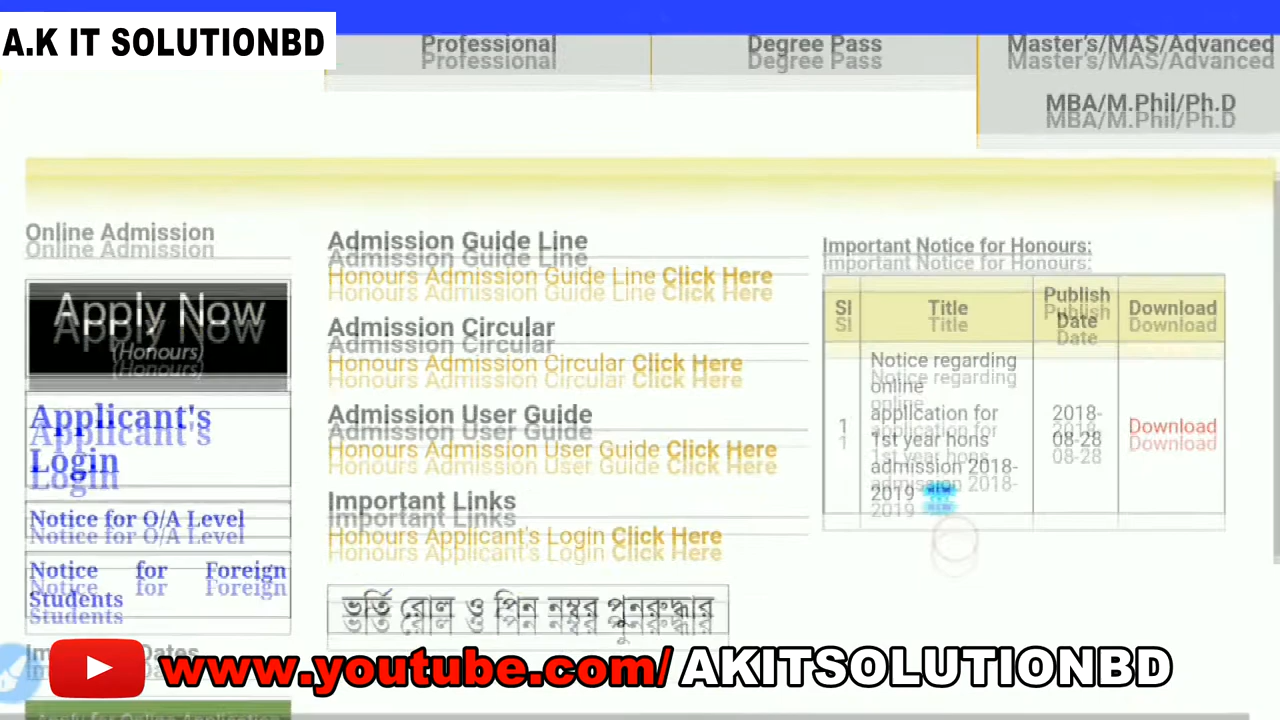 A.K IT SOLUTIONBD
Professional
Degree Pass
Master's/MAS/Advanced
MBA/M.Phil/Ph.D
Online Admission
Apply Now
(Honours)
Applicant's
Login
Notice for O/A Level
Notice for Foreign
Students
Dates
Admission Guide Line
Honours Admission Guide Line Click Here
Admission Circular
Honours Admission Circular Click Here
Admission User Guide
Honours Admission User Guide Click Here
Important Links
Honours Applicant's Login Click Here
ভর্তি রোল ও পিন নম্বর পুনরুদ্ধার
Important Notice for Honours:
Sl Title Publish Date Download
1 Notice regarding
online
application for
1st year hons
admission 2018-
2019 NEW
2018-
08-28
Download
www.youtube.com/AKITSOLUTIONBD